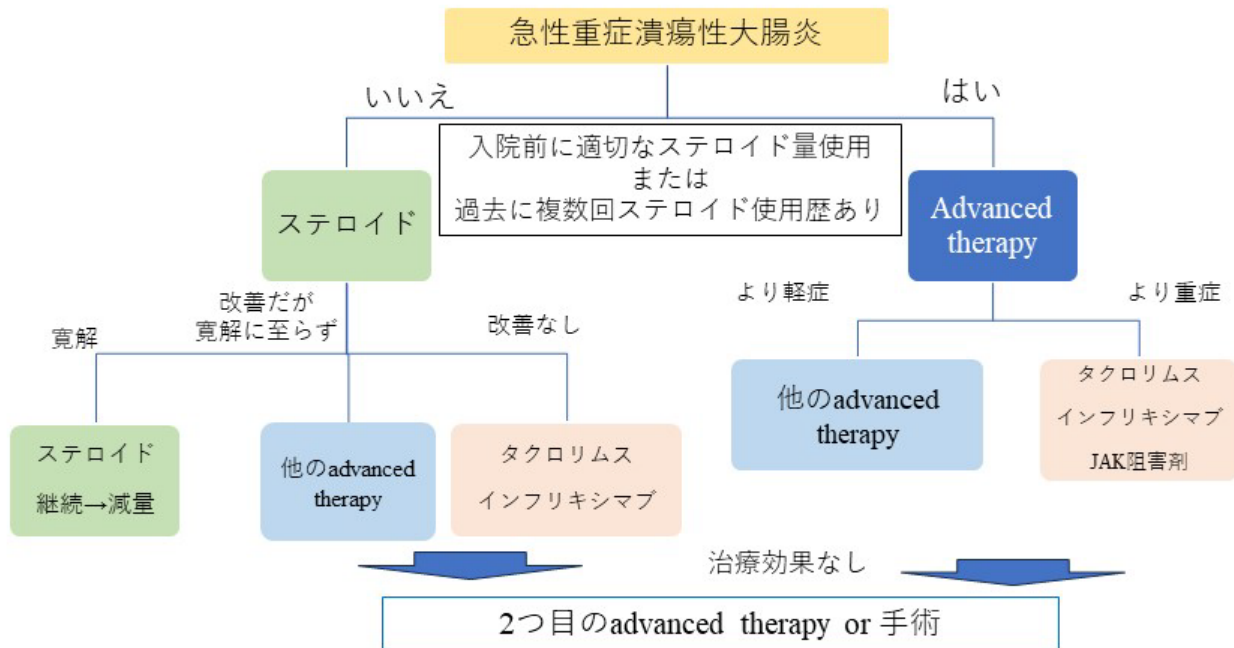 急性重症潰瘍性大腸炎
いいえ
はい
入院前に適切なステロイド量使用
または
過去に複数回ステロイド使用歴あり
ステロイド
Advanced
therapy
寛解
改善だが
寛解に至らず
改善なし
より軽症
より重症
ステロイド
継続→減量
他のadvanced
therapy
タクロリムス
インフリキシマブ
他のadvanced
therapy
タクロリムス
インフリキシマブ
JAK阻害剤
治療効果なし
2つ目のadvanced therapy or 手術